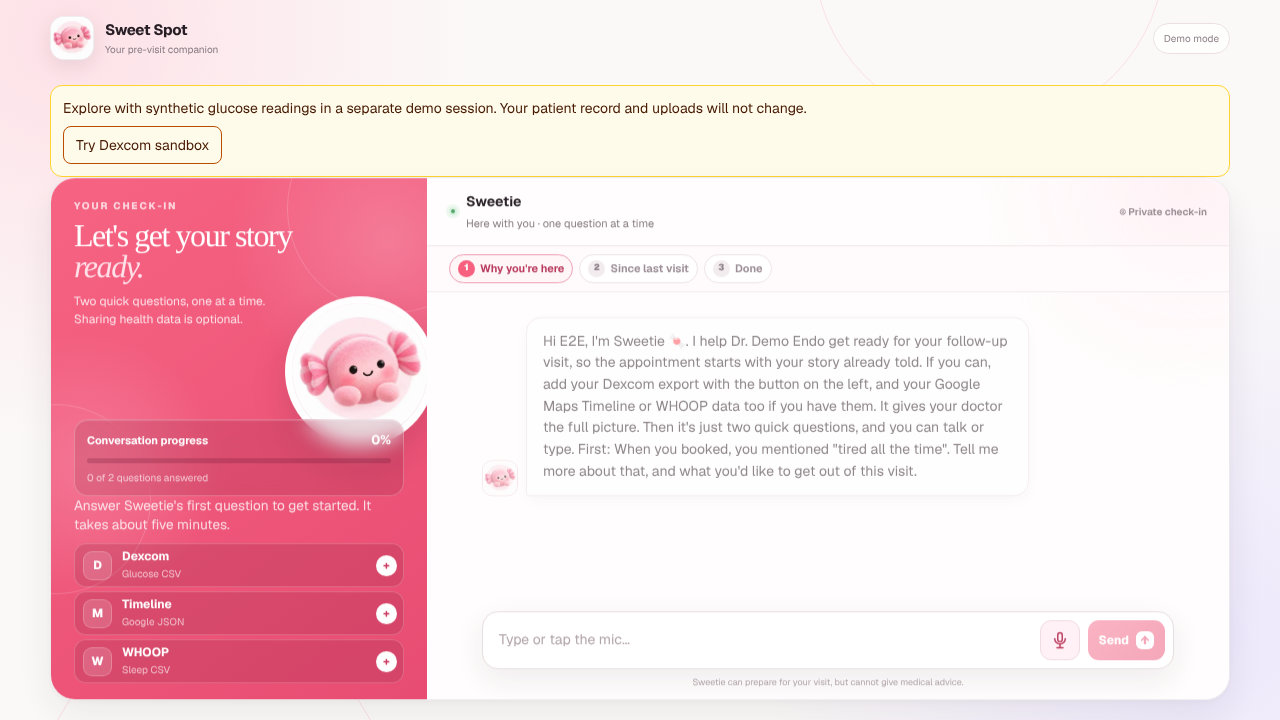 Sweet Spot
Your pre-visit companion
Demo mode
Explore with synthetic glucose readings in a separate demo session. Your patient record and uploads will not change.
Try Dexcom sandbox
YOUR CHECK-IN
Let's get your story
ready.
Two quick questions, one at a time.
Sharing health data is optional.
Conversation progress
0%
0 of 2 questions answered
Answer Sweetie's first question to get started. It
takes about five minutes.
D
Dexcom
Glucose CSV
+
M
Timeline
Google JSON
+
W
WHOOP
Sleep CSV
+
Sweetie
Here with you · one question at a time
Private check-in
1 Why you're here
2 Since last visit
3 Done
Hi E2E, I'm Sweetie 🍬. I help Dr. Demo Endo get ready for your follow-up
visit, so the appointment starts with your story already told. If you can,
add your Dexcom export with the button on the left, and your Google
Maps Timeline or WHOOP data too if you have them. It gives your doctor
the full picture. Then it's just two quick questions, and you can talk or
type. First: When you booked, you mentioned "tired all the time". Tell me
more about that, and what you'd like to get out of this visit.
Type or tap the mic...
Send
Sweetie can prepare for your visit, but cannot give medical advice.